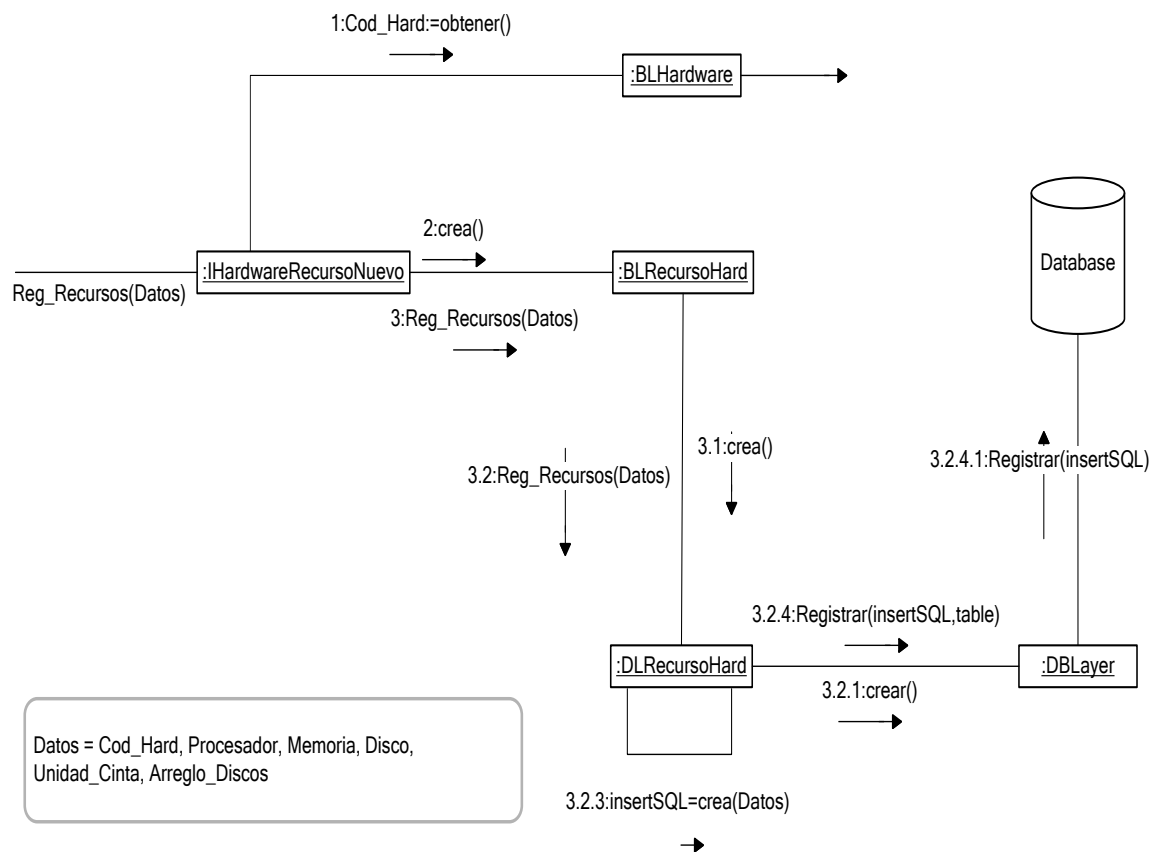 1:Cod_Hard:=obtener()
:BLHardware
2:crea()
Database
:IHardwareRecursoNuevo
:BLRecursoHard
Reg_Recursos(Datos)
3:Reg_Recursos(Datos)
3.1:crea()
3.2:Reg_Recursos(Datos)
3.2.4.1:Registrar(insertSQL)
3.2.4:Registrar(insertSQL,table)
:DLRecursoHard
:DBLayer
3.2.1:crear()
Datos = Cod_Hard, Procesador, Memoria, Disco,
Unidad_Cinta, Arreglo_Discos
3.2.3:insertSQL=crea(Datos)